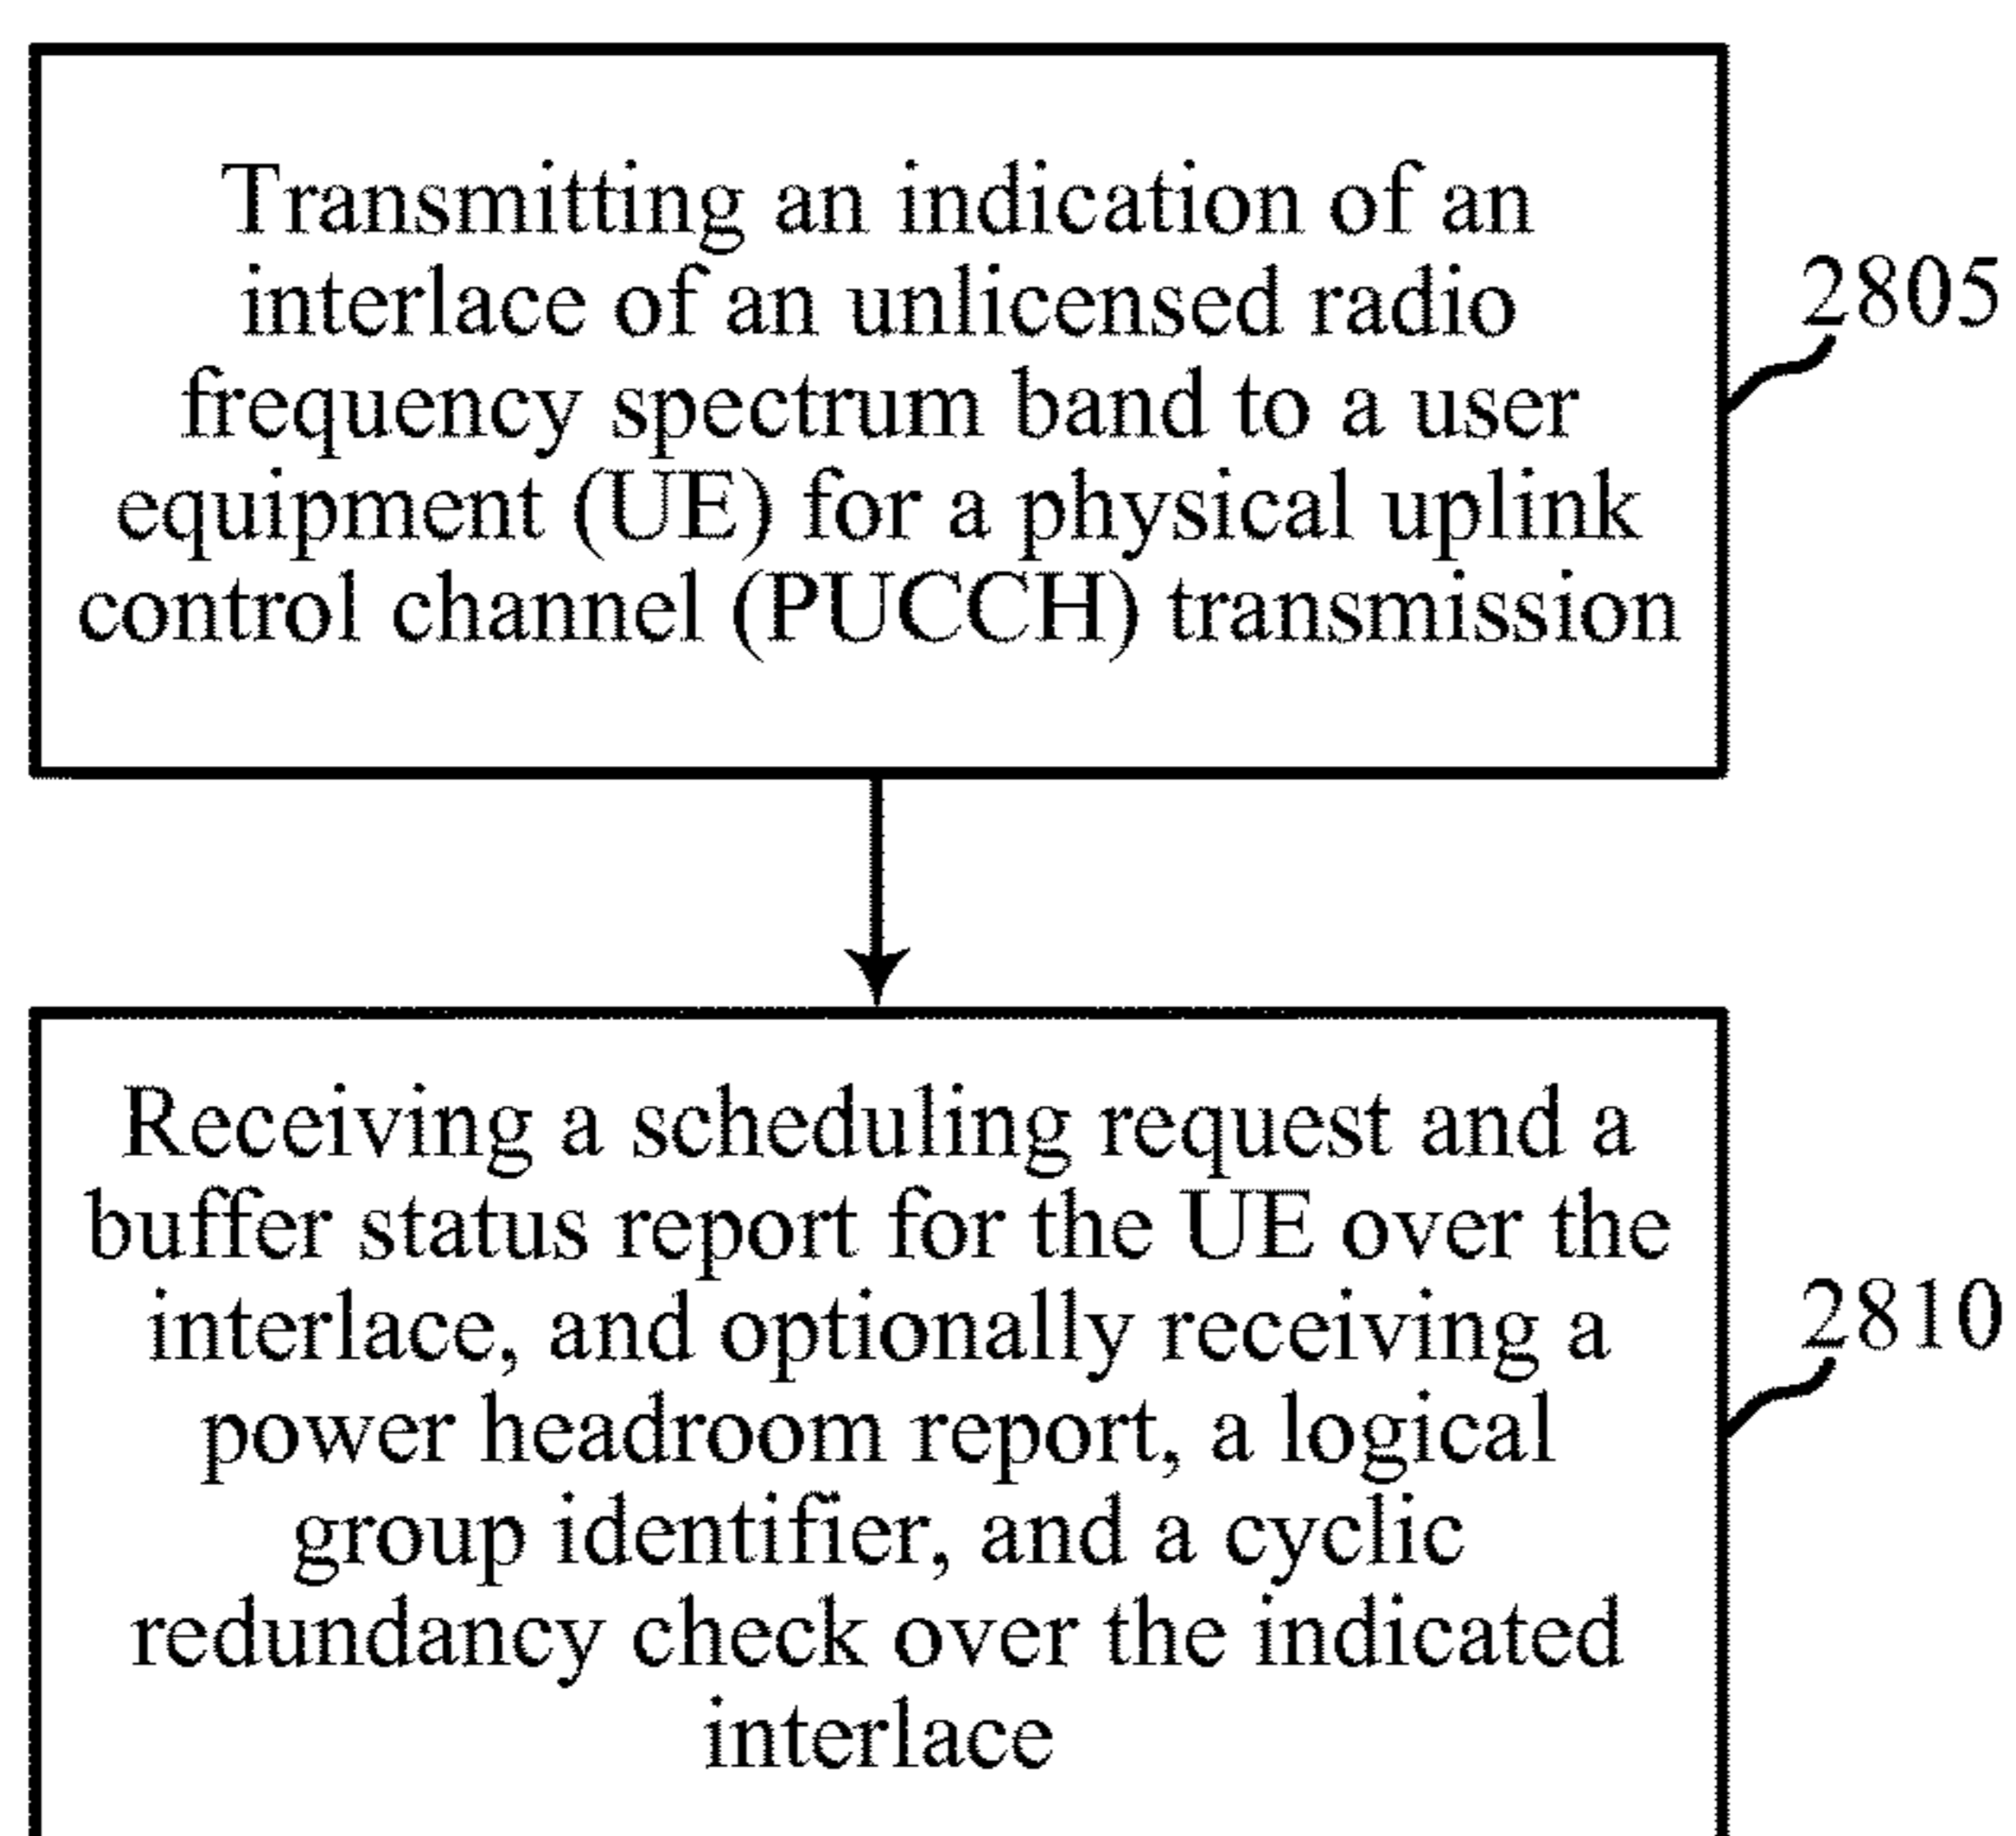 Transmitting an indication of an
interlace of an unlicensed radio
frequency spectrum band to a user
equipment (UE) for a physical uplink
control channel (PUCCH) transmission
2805
Receiving a scheduling request and a
buffer status report for the UE over the
interlace, and optionally receiving a
power headroom report, a logical
group identifier, and a cyclic
redundancy check over the indicated
interlace
2810